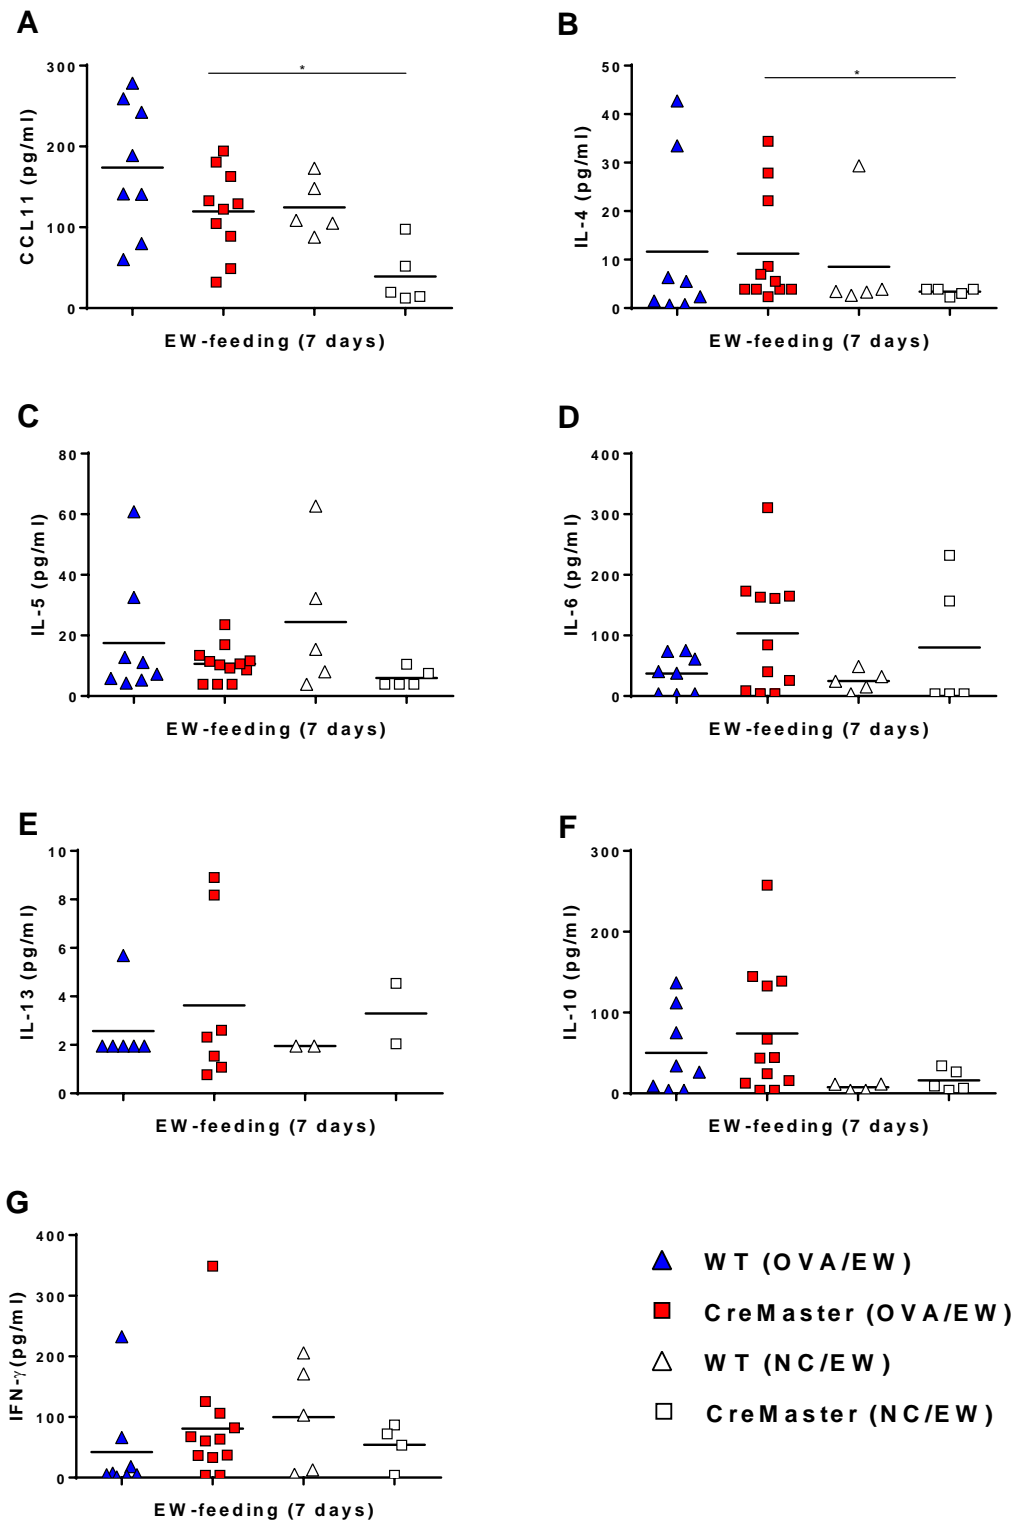 A
B
CCL11 (pg/ml)
300
200
100
0
*
EW-feeding (7 days)
IL-4 (pg/ml)
50
40
30
20
10
0
*
EW-feeding (7 days)
C
D
IL-5 (pg/ml)
80
60
40
20
0
EW-feeding (7 days)
IL-6 (pg/ml)
400
300
200
100
0
EW-feeding (7 days)
E
F
IL-13 (pg/ml)
10
8
6
4
2
0
EW-feeding (7 days)
IL-10 (pg/ml)
300
200
100
0
EW-feeding (7 days)
G
IFN-γ (pg/ml)
400
300
200
100
0
EW-feeding (7 days)
WT (OVA/EW)
CreMaster (OVA/EW)
WT (NC/EW)
CreMaster (NC/EW)